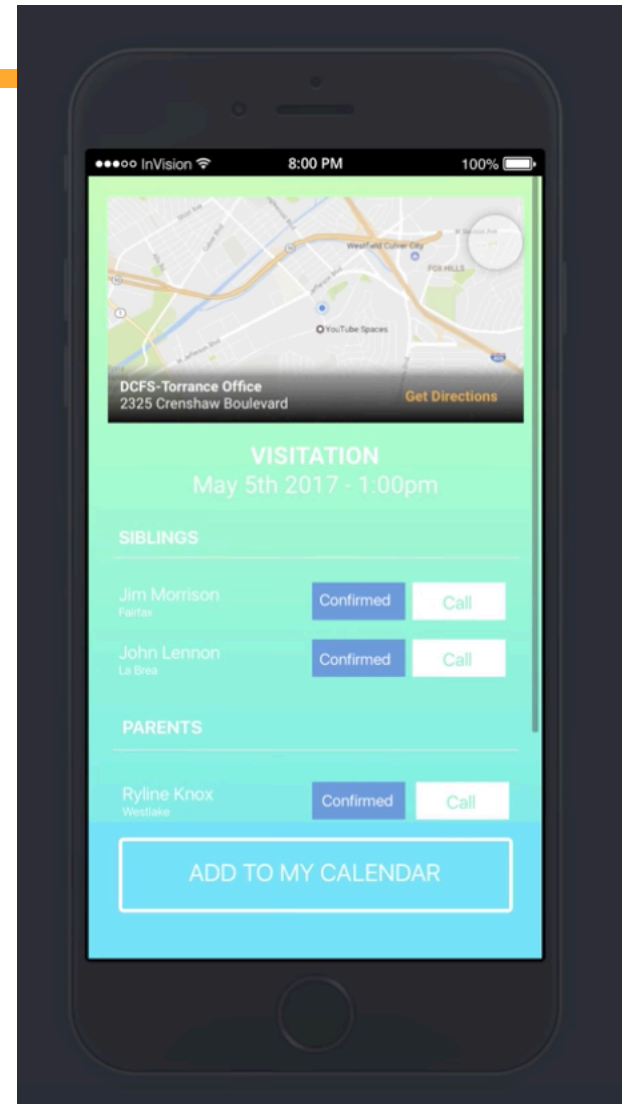 InVision 8:00 PM 100%
Westfield Culver City
FOX HILLS
YouTube Spaces
DCFS-Torrance Office
2325 Crenshaw Boulevard
Get Directions
VISITATION
May 5th 2017 - 1:00pm
SIBLINGS
Jim Morrison
Fairfax
Confirmed
Call
John Lennon
La Brea
Confirmed
Call
PARENTS
Ryline Knox
Westlake
Confirmed
Call
ADD TO MY CALENDAR